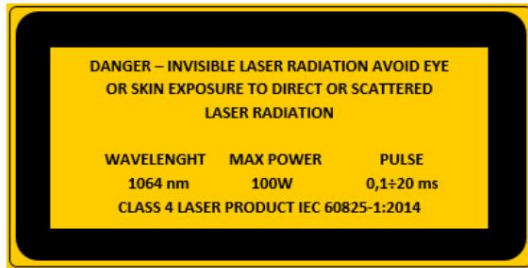 DANGER – INVISIBLE LASER RADIATION AVOID EYE
OR SKIN EXPOSURE TO DIRECT OR SCATTERED
LASER RADIATION
WAVELENGHT MAX POWER PULSE
1064 nm 100W 0,1÷20 ms
CLASS 4 LASER PRODUCT IEC 60825-1:2014